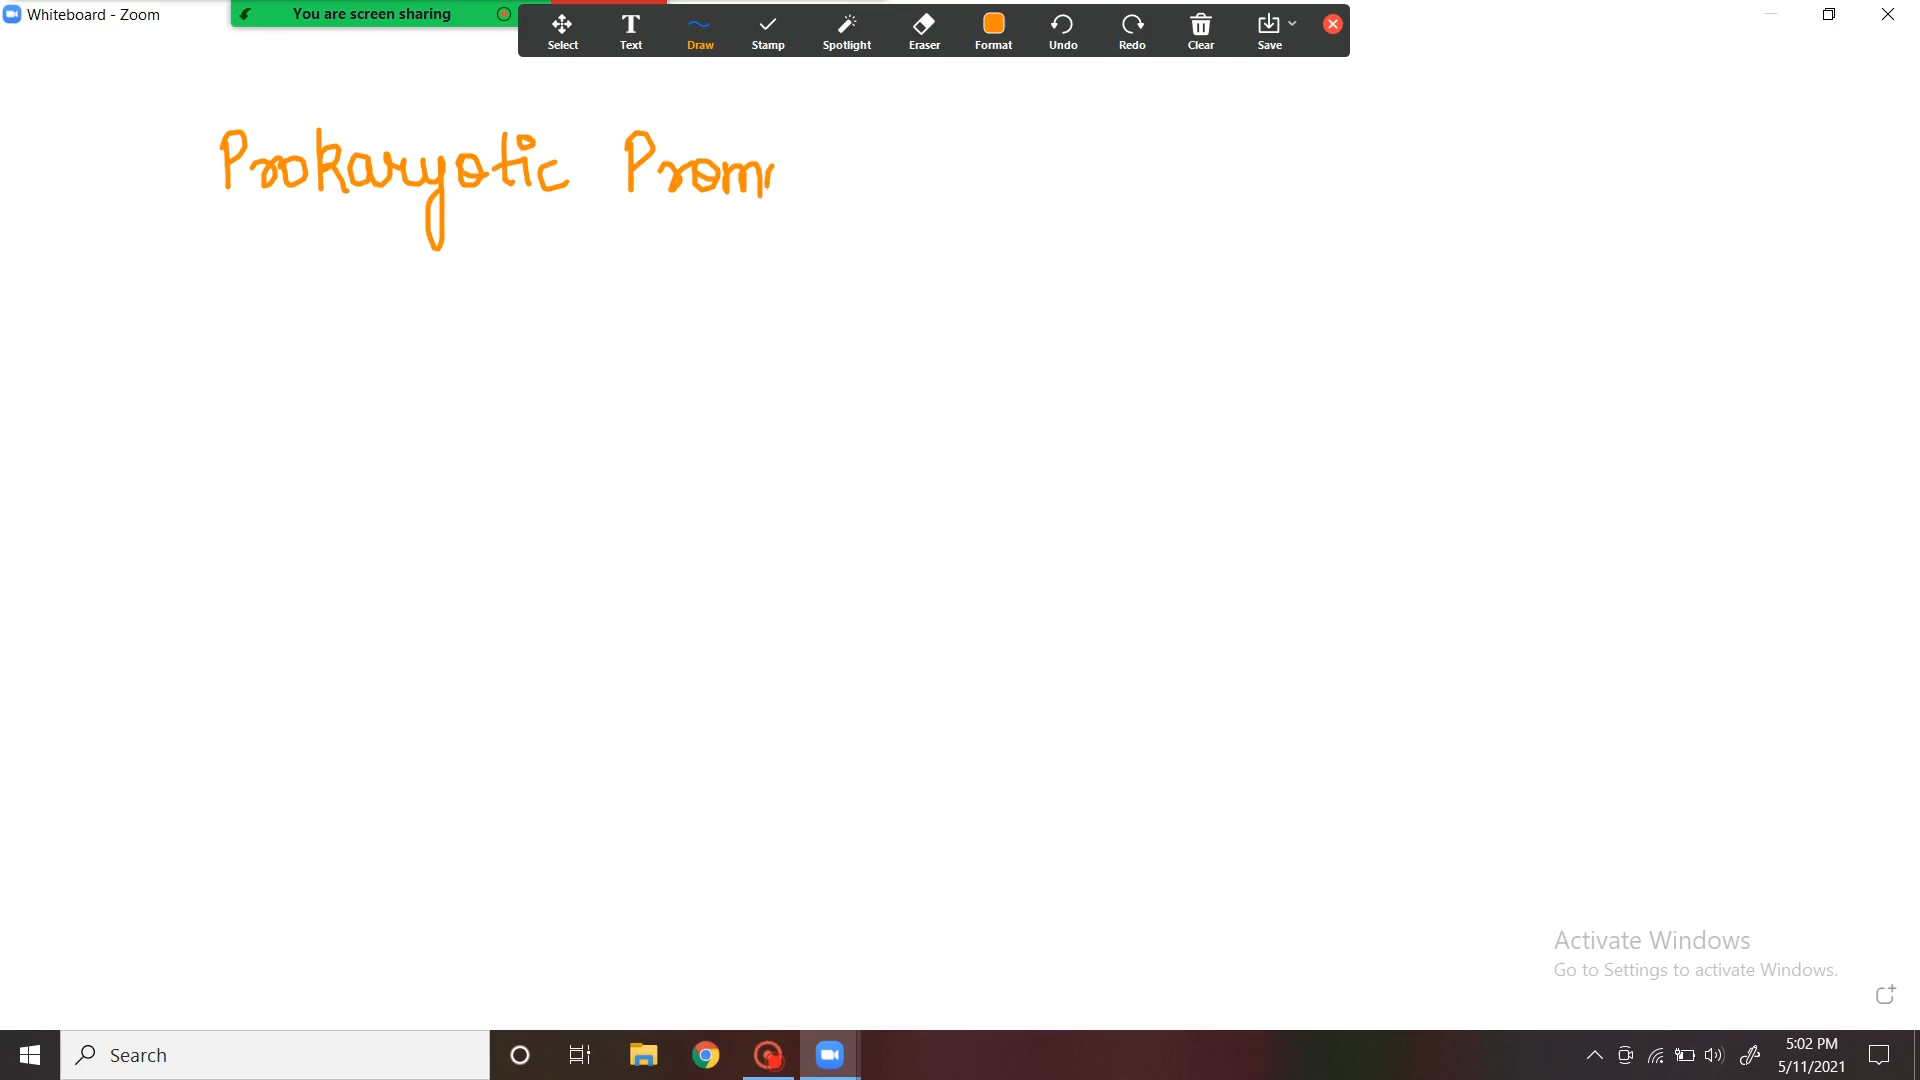 Whiteboard - Zoom
You are screen sharing
Select Text Draw Stamp Spotlight Eraser Format Undo Redo Clear Save
Prokaryotic Prom
Activate Windows
Go to Settings to activate Windows.
Search
5:02 PM
5/11/2021